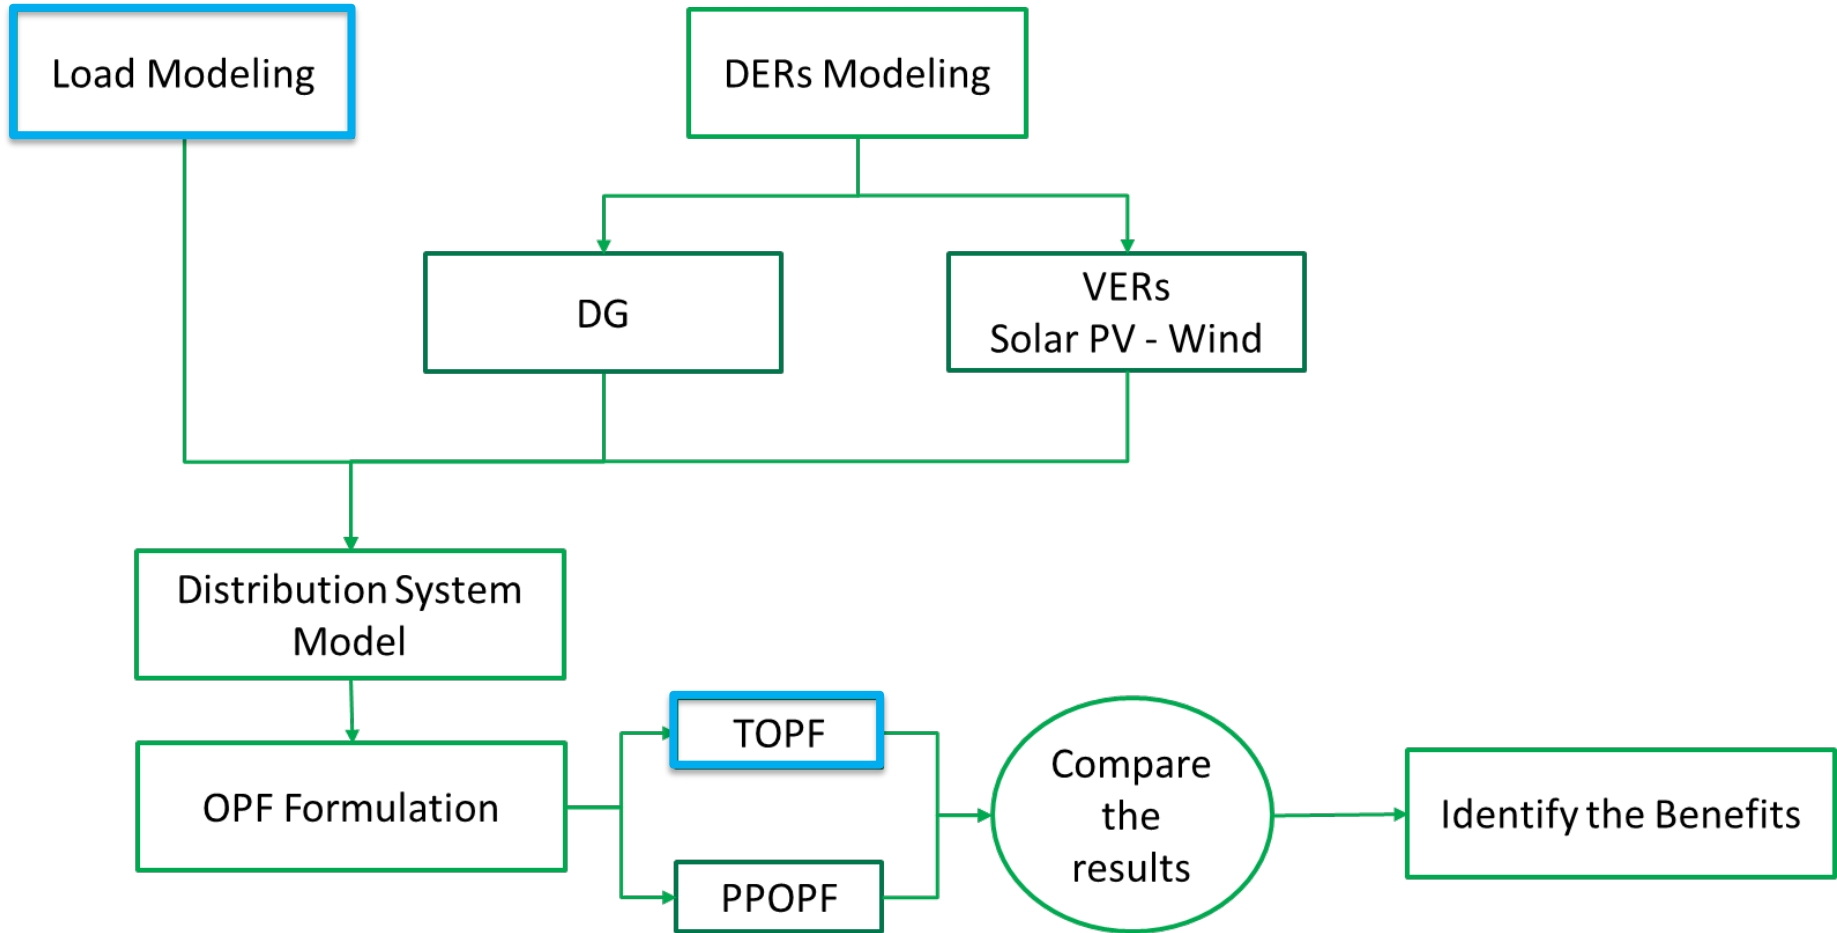 Load Modeling
DERs Modeling
DG
VERs
Solar PV - Wind
Distribution System
Model
OPF Formulation
TOPF
PPOPF
Compare
the
results
Identify the Benefits